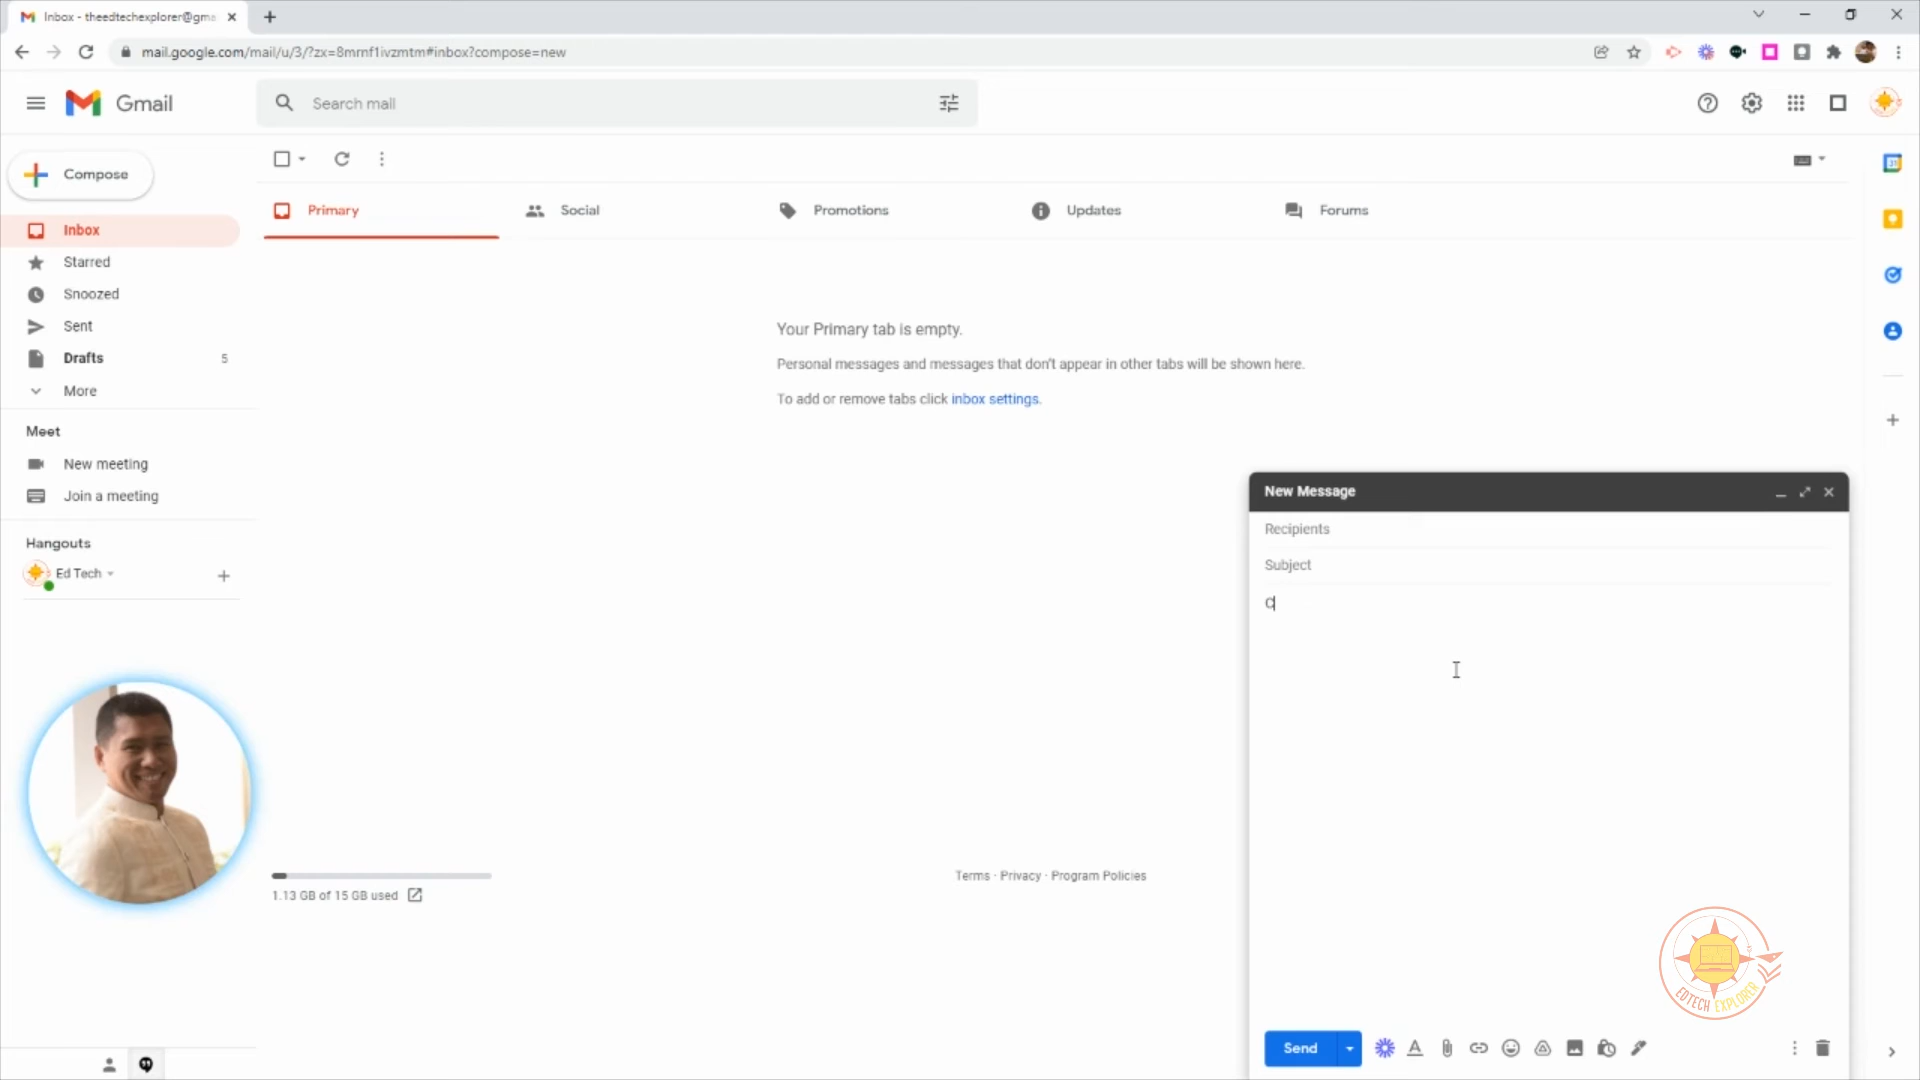 Inbox - theedtechexplorer@gma
mail.google.com/mail/u/3/?zx=8mrnf1ivzmtm#inbox?compose=new
Gmail
Search mail
Compose
Inbox
Starred
Snoozed
Sent
Drafts 5
More
Meet
New meeting
Join a meeting
Hangouts
Ed Tech
Primary
Social
Promotions
Updates
Forums
Your Primary tab is empty.
Personal messages and messages that don't appear in other tabs will be shown here.
To add or remove tabs click inbox settings.
1.13 GB of 15 GB used
Terms · Privacy · Program Policies
New Message
Recipients
Subject
C
Send
EDTECH EXPLORER
31